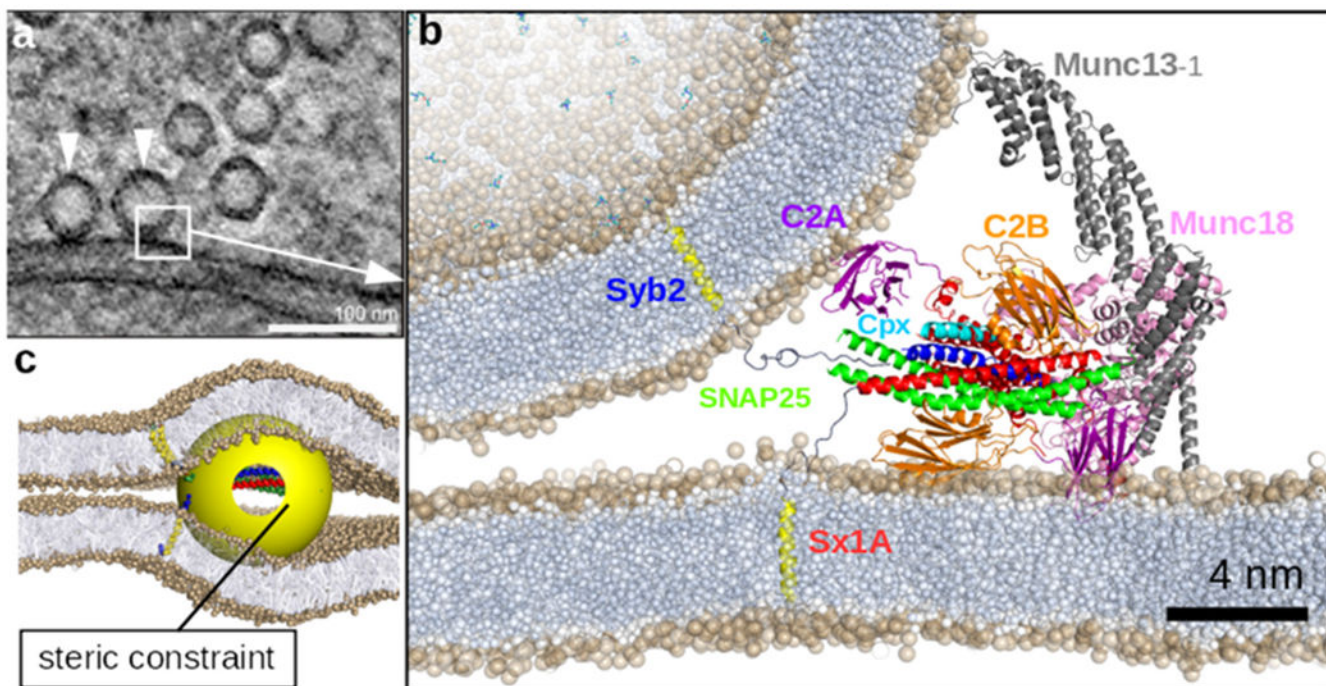 a
100 nm
b
Munc13-1
C2A
C2B
Munc18
Syb2
Cpx
SNAP25
Sx1A
4 nm
c
steric constraint